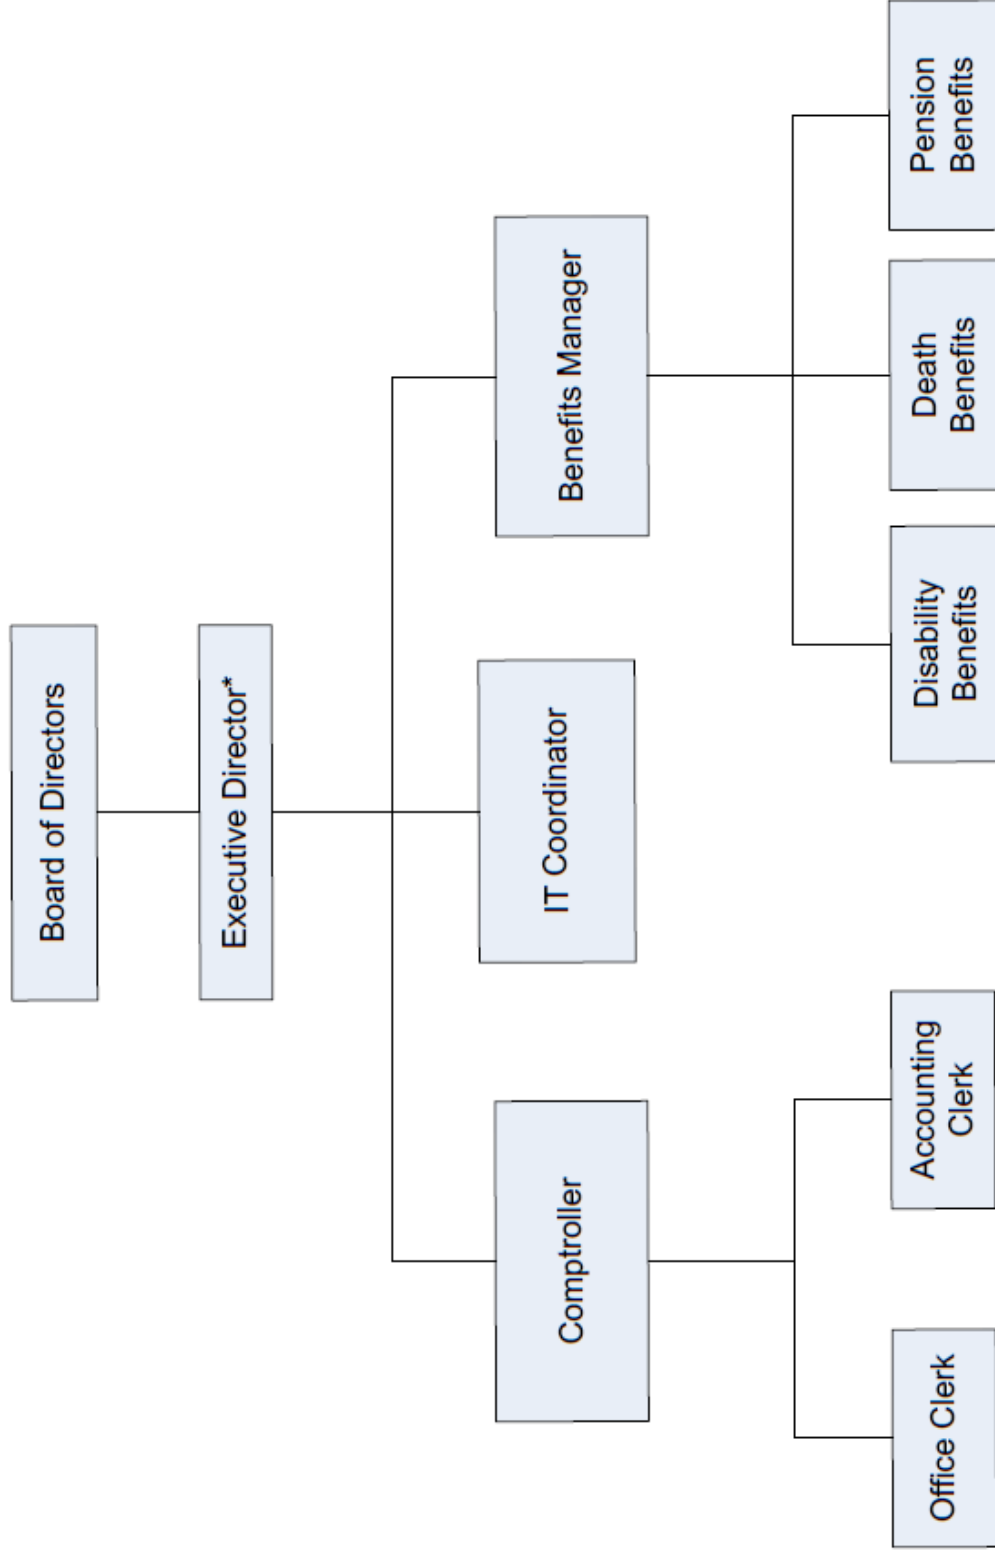 Board of Directors
Executive Director*
Comptroller
IT Coordinator
Benefits Manager
Office Clerk
Accounting
Clerk
Disability
Benefits
Death
Benefits
Pension
Benefits